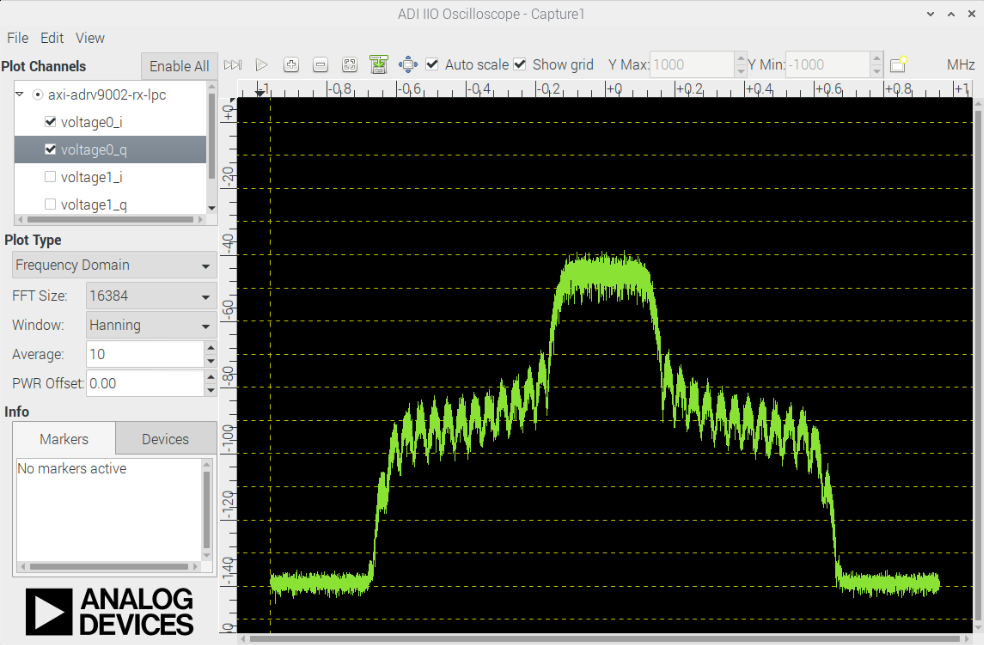 ADI IIO Oscilloscope - Capture1
File Edit View
Plot Channels Enable All Auto scale Show grid Y Max: 1000 Y Min: -1000 MHz
axi-adrv9002-rx-lpc
voltage0_i
voltage0_q
voltage1_i
voltage1_q
Plot Type
Frequency Domain
FFT Size: 16384
Window: Hanning
Average: 10
PWR Offset: 0.00
Info
Markers Devices
No markers active
ANALOG
DEVICES
-1 -0,8 -0,6 -0,4 -0,2 +0 +0,2 +0,4 +0,6 +0,8 +1
+0
-20
-40
-60
-80
-100
-120
-140